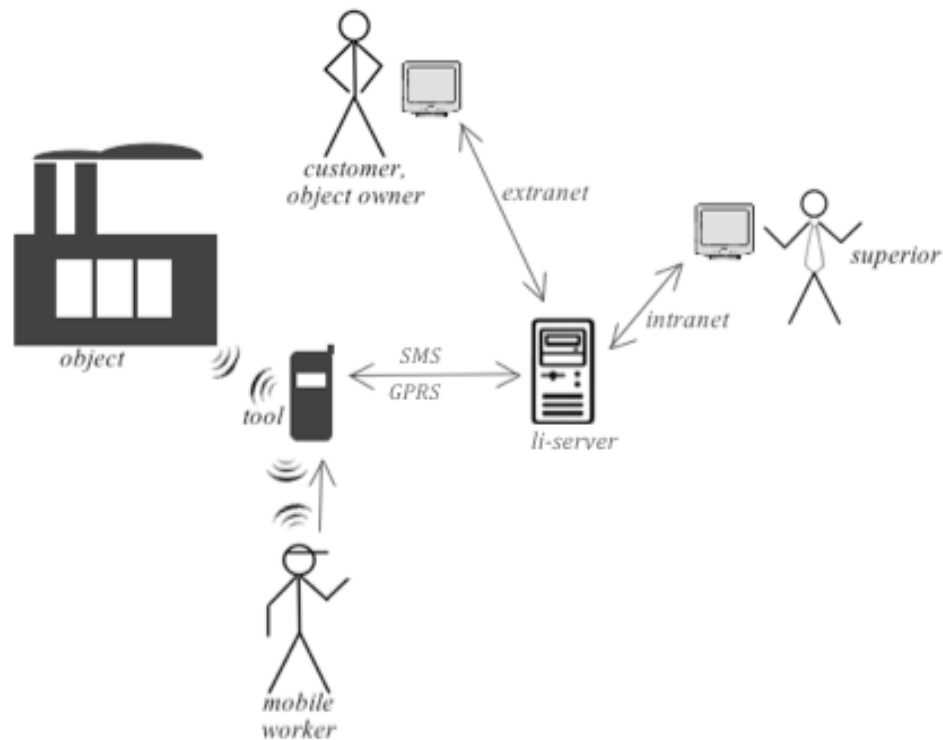 customer,
object owner
extranet
superior
intranet
object
SMS
GPRS
tool
li-server
mobile
worker